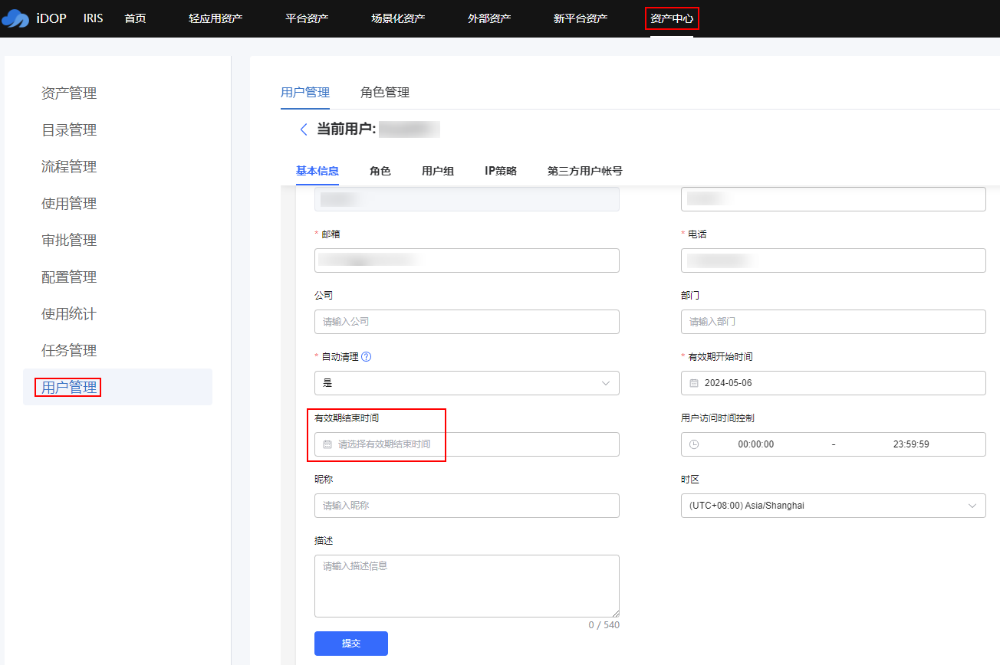 iDOP IRIS 首页 轻应用资产 平台资产 场景化资产 外部资产 新平台资产 资产中心
资产管理
目录管理
流程管理
使用管理
审批管理
配置管理
使用统计
任务管理
用户管理
用户管理 角色管理
当前用户:
基本信息 角色 用户组 IP策略 第三方用户帐号
* 邮箱 * 电话
公司 部门
请输入公司 请输入部门
* 自动清理 ? * 有效期开始时间
是 2024-05-06
有效期结束时间 用户访问时间控制
请选择有效期结束时间 00:00:00 - 23:59:59
昵称 时区
请输入昵称 (UTC+08:00) Asia/Shanghai
描述
请输入描述信息
0 / 540
提交